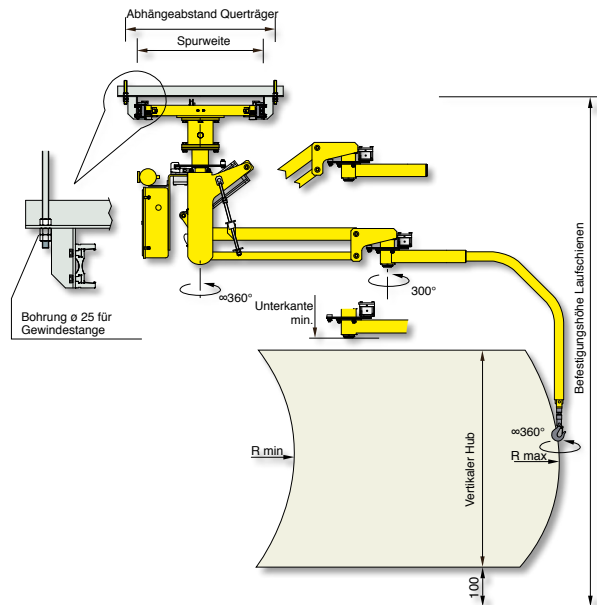 Abhängeabstand Querträger
Spurweite
Bohrung ø 25 für
Gewindestange
∞360°
300°
Unterkante
min.
Befestigungshöhe Laufschienen
∞360°
R min
R max
Vertikaler Hub
100